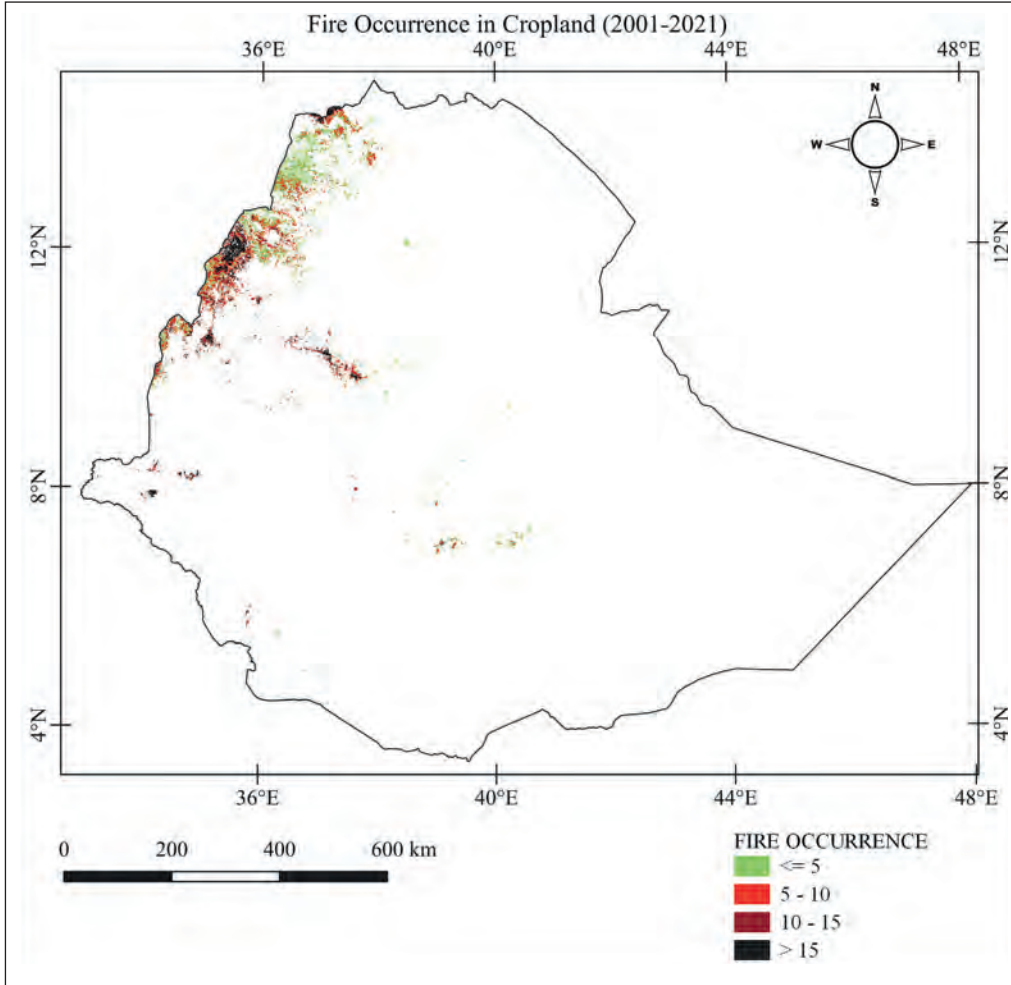 Fire Occurrence in Cropland (2001-2021)
36°E 40°E 44°E 48°E
N
W E
S
12°N 12°N
8°N 8°N
4°N 4°N
36°E 40°E 44°E 48°E
0 200 400 600 km
FIRE OCCURRENCE
<= 5
5 - 10
10 - 15
> 15